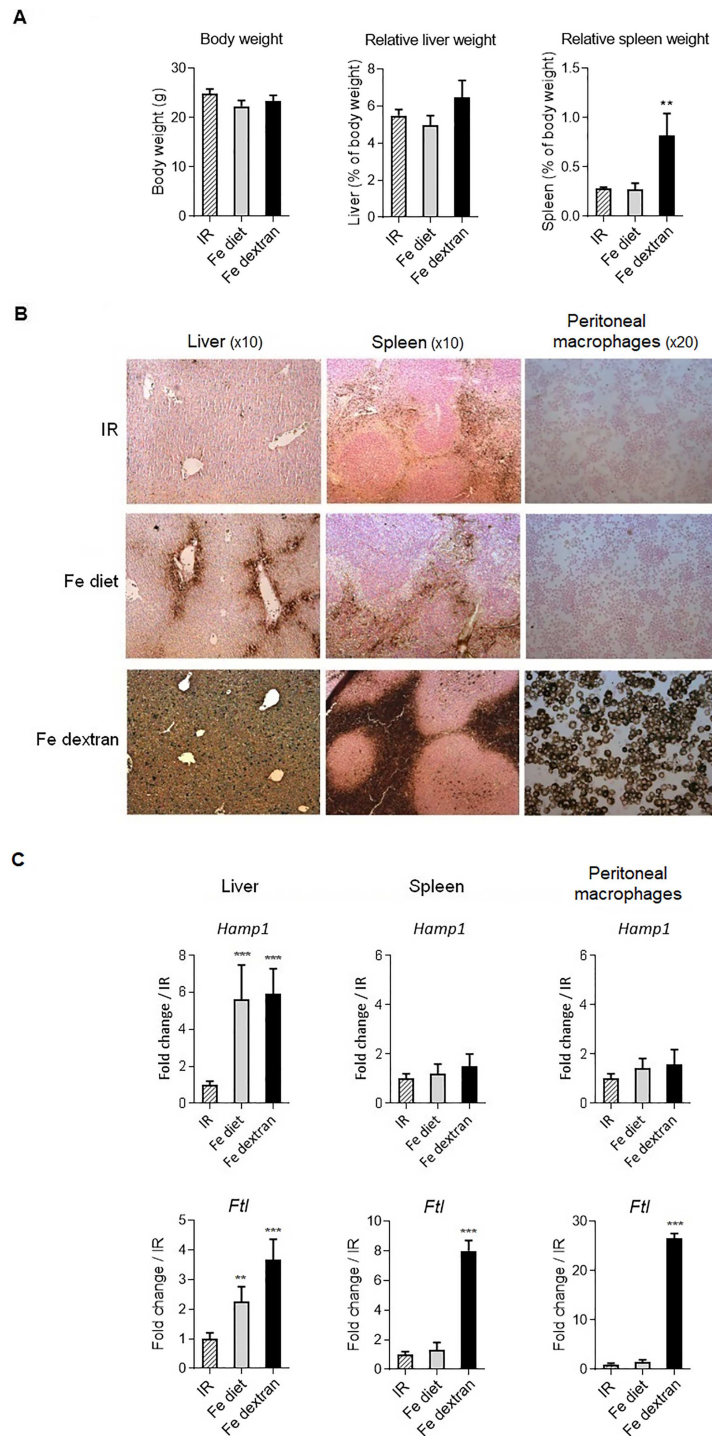 A
Body weight
Relative liver weight
Relative spleen weight
Body weight (g)
30
20
10
0
IR
Fe diet
Fe dextran
Liver (% of body weight)
8
6
4
2
0
IR
Fe diet
Fe dextran
Spleen (% of body weight)
1.5
1.0
0.5
0.0
**
IR
Fe diet
Fe dextran
B
Liver (x10)
Spleen (x10)
Peritoneal
macrophages (x20)
IR
Fe diet
Fe dextran
C
Liver
Spleen
Peritoneal
macrophages
Hamp1
Fold change / IR
8
6
4
2
0
***
***
IR
Fe diet
Fe dextran
Hamp1
Fold change / IR
6
4
2
0
IR
Fe diet
Fe dextran
Hamp1
Fold change / IR
6
4
2
0
IR
Fe diet
Fe dextran
Ftl
Fold change / IR
5
4
3
2
1
0
**
***
IR
Fe diet
Fe dextran
Ftl
Fold change / IR
10
8
6
4
2
0
***
IR
Fe diet
Fe dextran
Ftl
Fold change / IR
30
20
10
0
***
IR
Fe diet
Fe dextran